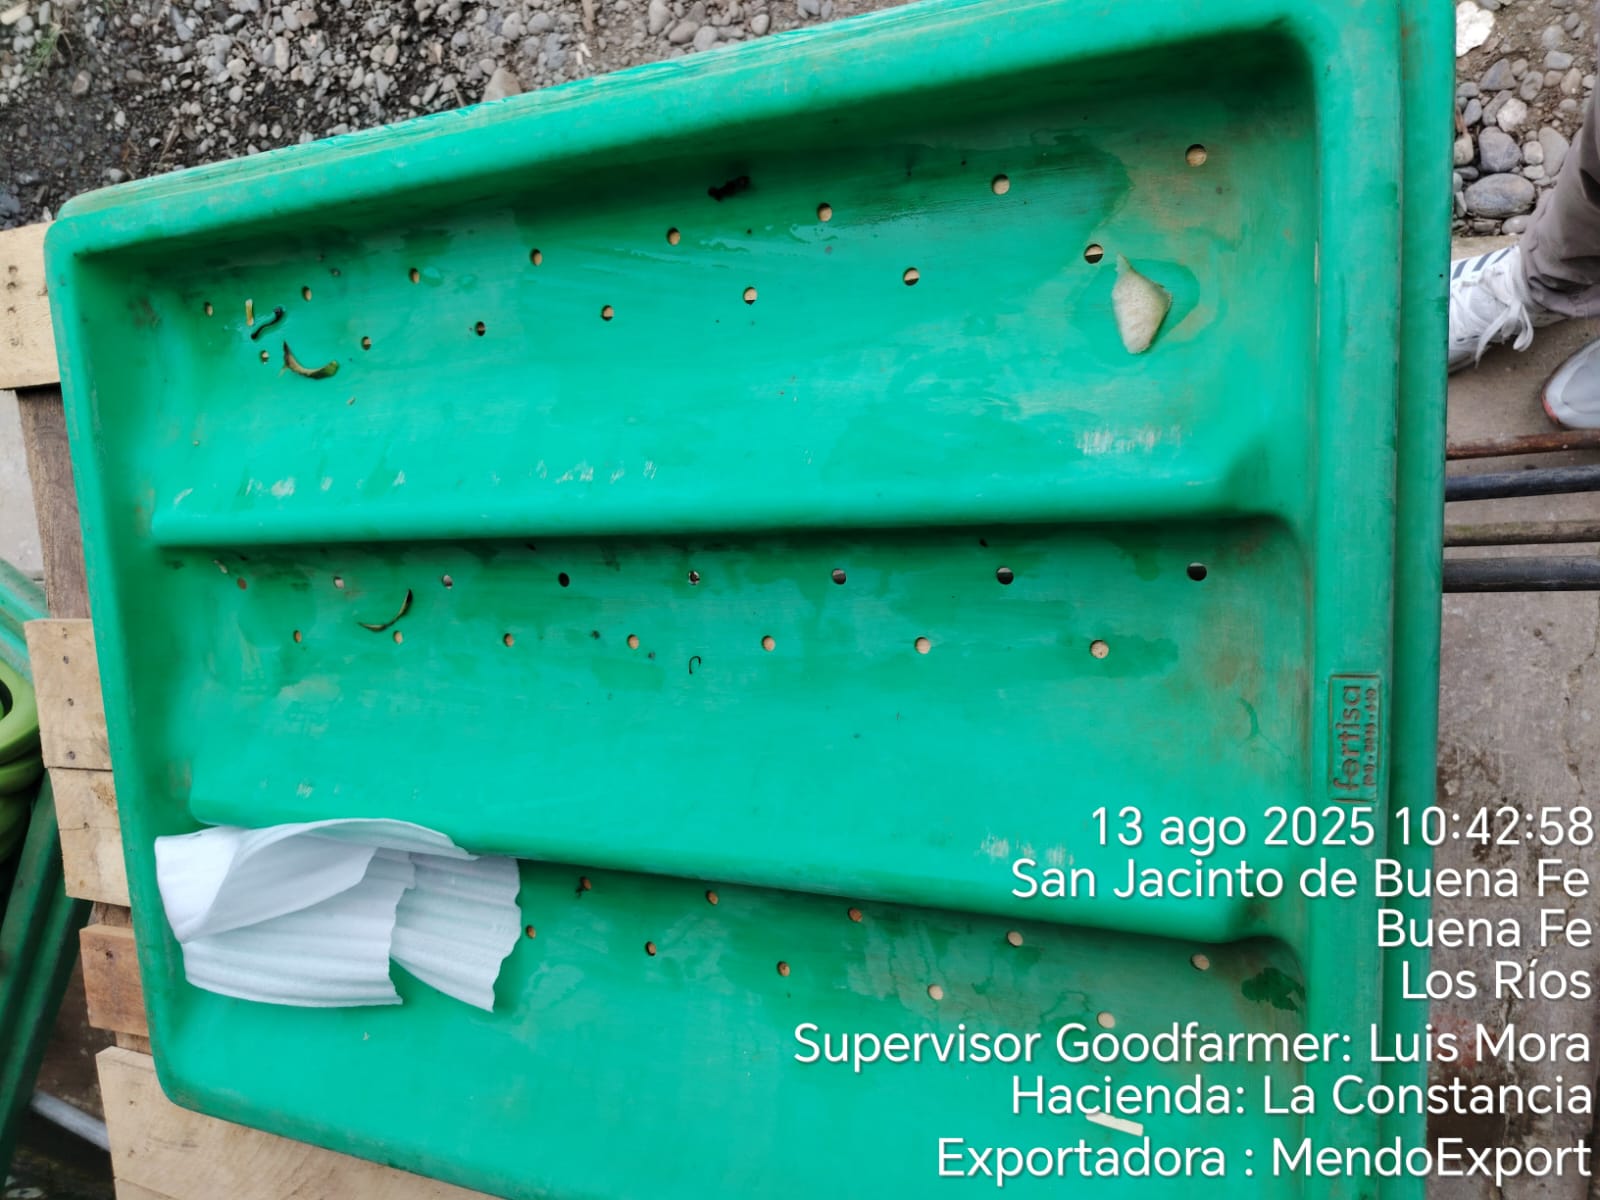 fertisa
13 ago 2025 10:42:58
San Jacinto de Buena Fe
Buena Fe
Los Ríos
Supervisor Goodfarmer: Luis Mora
Hacienda: La Constancia
Exportadora : MendoExport